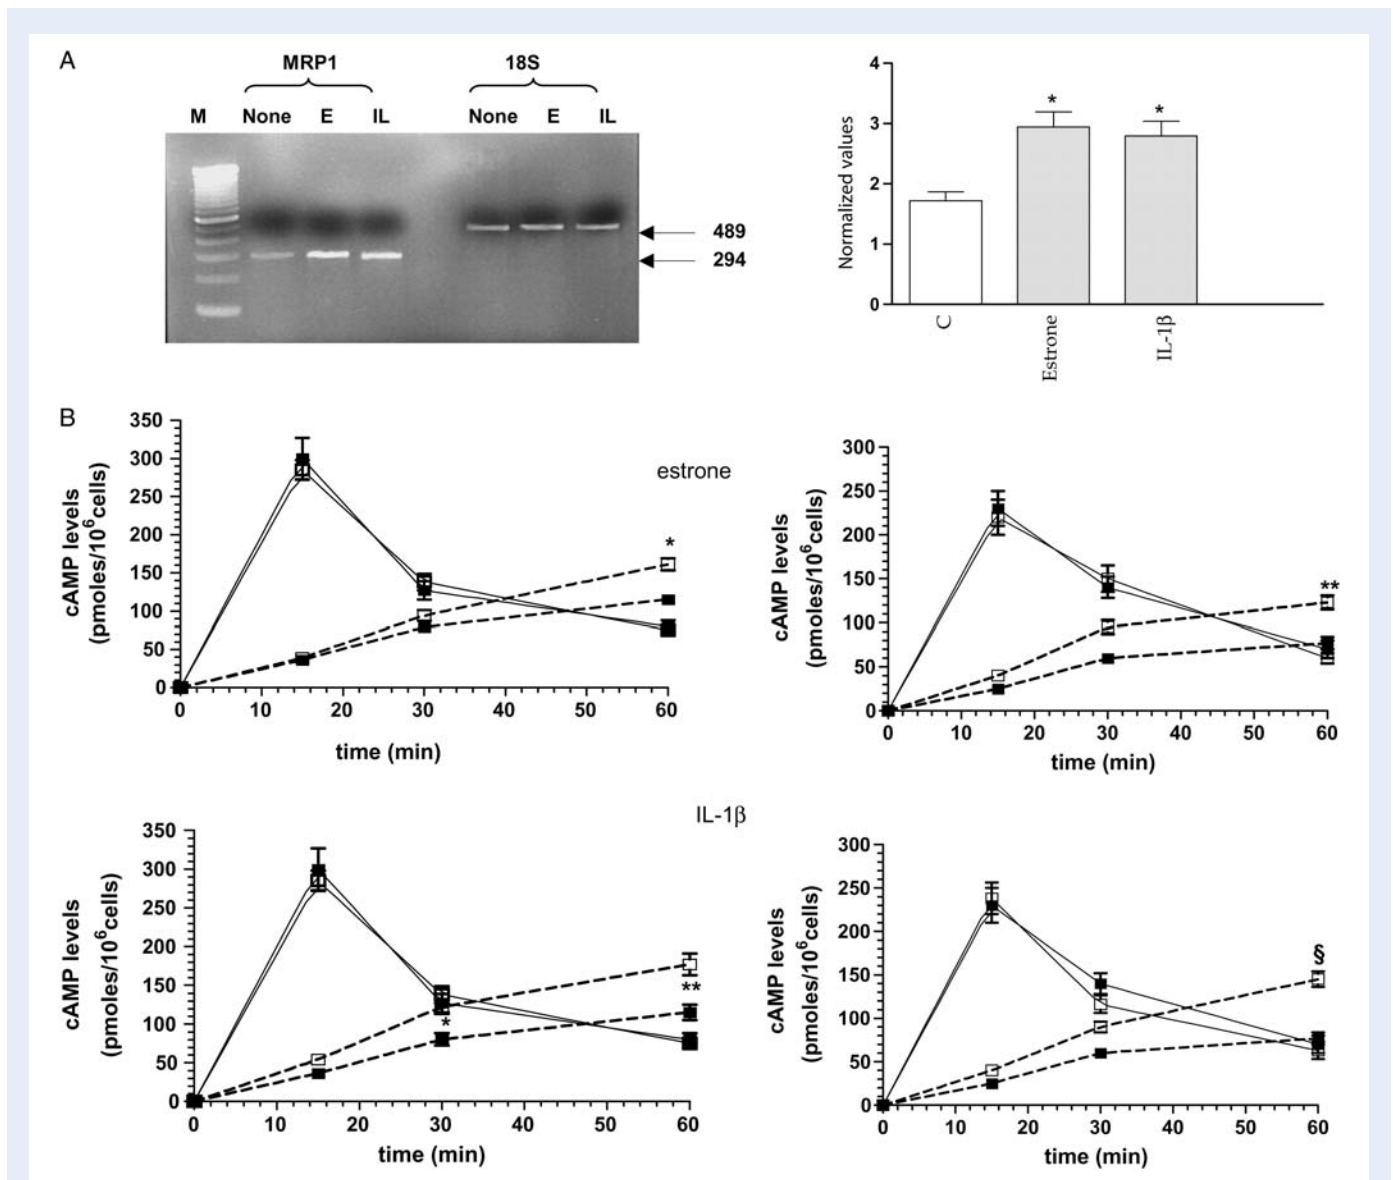 A
MRP1
18S
M None E IL None E IL
489
294
4
3
2
1
0
Normalized values
*
*
C
Estrone
IL-1β
B
estrone
350
300
250
200
150
100
50
0
cAMP levels
(pmoles/10⁶cells)
*
0 10 20 30 40 50 60
time (min)
300
250
200
150
100
50
0
cAMP levels
(pmoles/10⁶cells)
**
0 10 20 30 40 50 60
time (min)
IL-1β
350
300
250
200
150
100
50
0
cAMP levels
(pmoles/10⁶cells)
*
**
0 10 20 30 40 50 60
time (min)
300
250
200
150
100
50
0
cAMP levels
(pmoles/10⁶cells)
§
0 10 20 30 40 50 60
time (min)